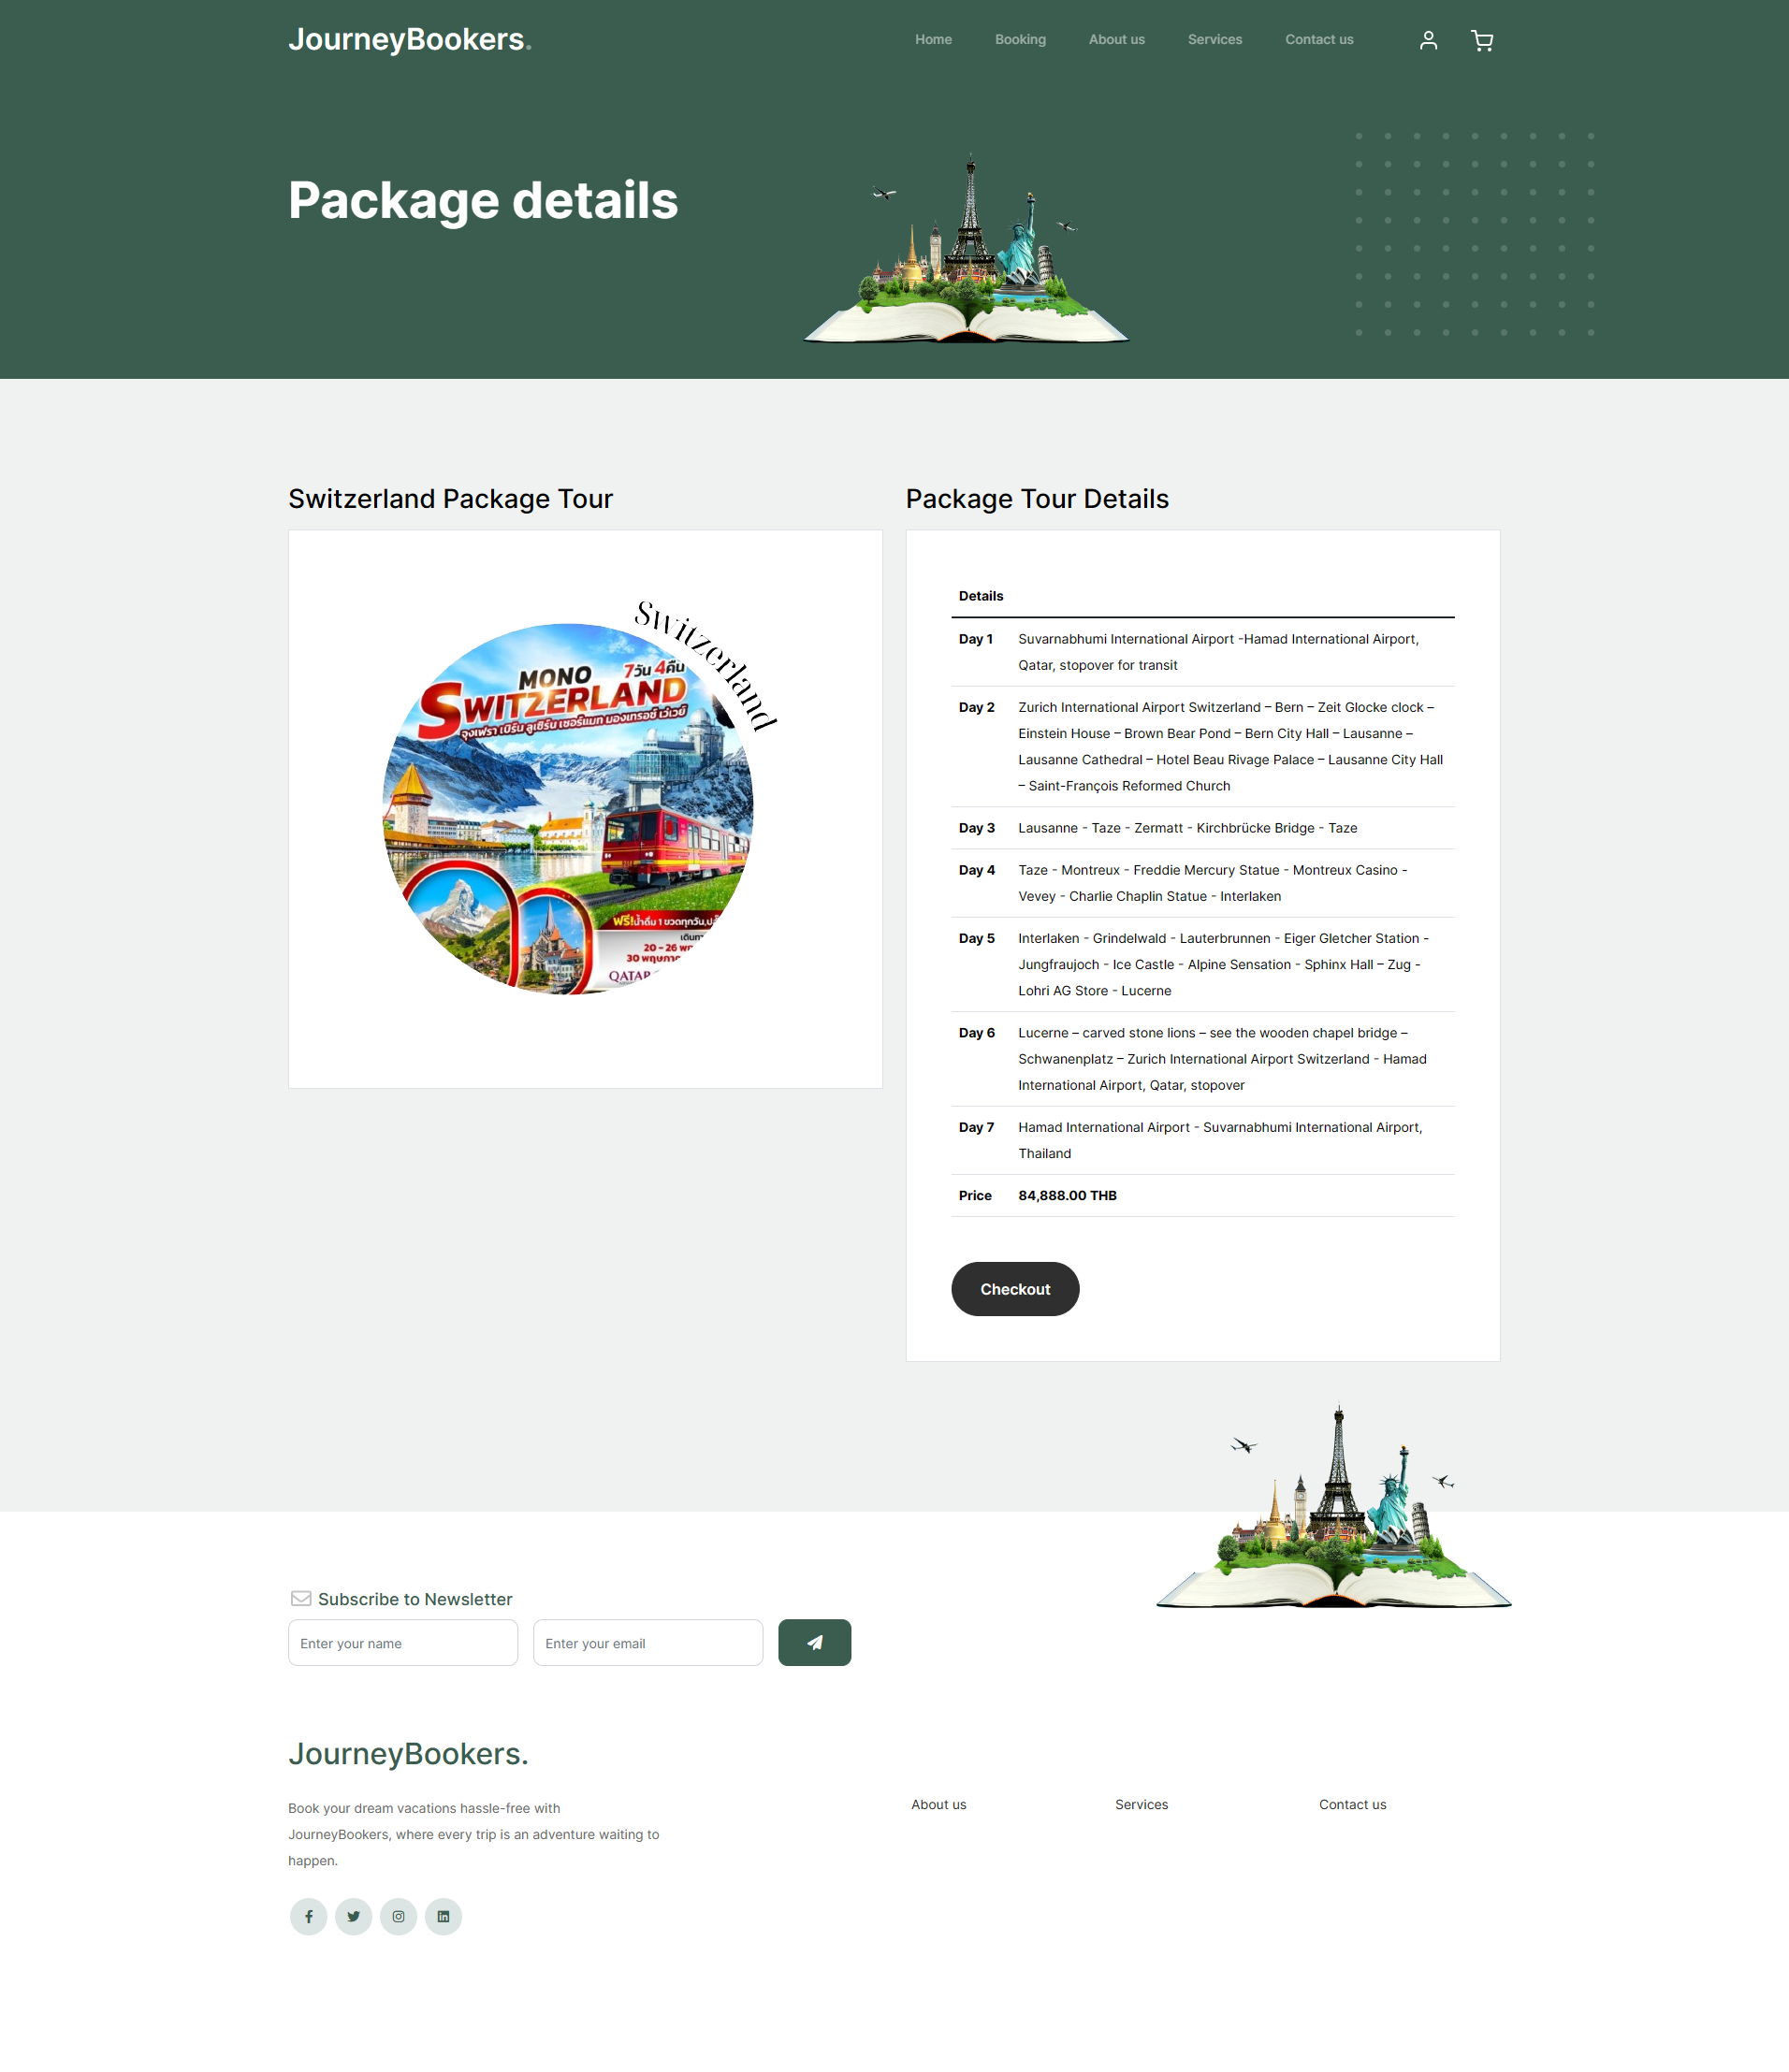 JourneyBookers.
Home
Booking
About us
Services
Contact us
Package details
Switzerland Package Tour
Switzerland
MONO
7วัน 4คืน
SWITZERLAND
จุงเฟรา เบิร์น ลูเซิร์น เซอร์แมท มองเทรอซ์ เวเว่ย์
ฟรี!น้ำดื่ม 1 ขวดทุกวัน,
20 - 26
30
QATAR
Package Tour Details
Details
Day 1 Suvarnabhumi International Airport -Hamad International Airport,
Qatar, stopover for transit
Day 2 Zurich International Airport Switzerland – Bern – Zeit Glocke clock –
Einstein House – Brown Bear Pond – Bern City Hall – Lausanne –
Lausanne Cathedral – Hotel Beau Rivage Palace – Lausanne City Hall
– Saint-François Reformed Church
Day 3 Lausanne - Taze - Zermatt - Kirchbrücke Bridge - Taze
Day 4 Taze - Montreux - Freddie Mercury Statue - Montreux Casino -
Vevey - Charlie Chaplin Statue - Interlaken
Day 5 Interlaken - Grindelwald - Lauterbrunnen - Eiger Gletcher Station -
Jungfraujoch - Ice Castle - Alpine Sensation - Sphinx Hall – Zug -
Lohri AG Store - Lucerne
Day 6 Lucerne – carved stone lions – see the wooden chapel bridge –
Schwanenplatz – Zurich International Airport Switzerland - Hamad
International Airport, Qatar, stopover
Day 7 Hamad International Airport - Suvarnabhumi International Airport,
Thailand
Price 84,888.00 THB
Checkout
Subscribe to Newsletter
Enter your name
Enter your email
JourneyBookers.
Book your dream vacations hassle-free with
JourneyBookers, where every trip is an adventure waiting to
happen.
About us
Services
Contact us